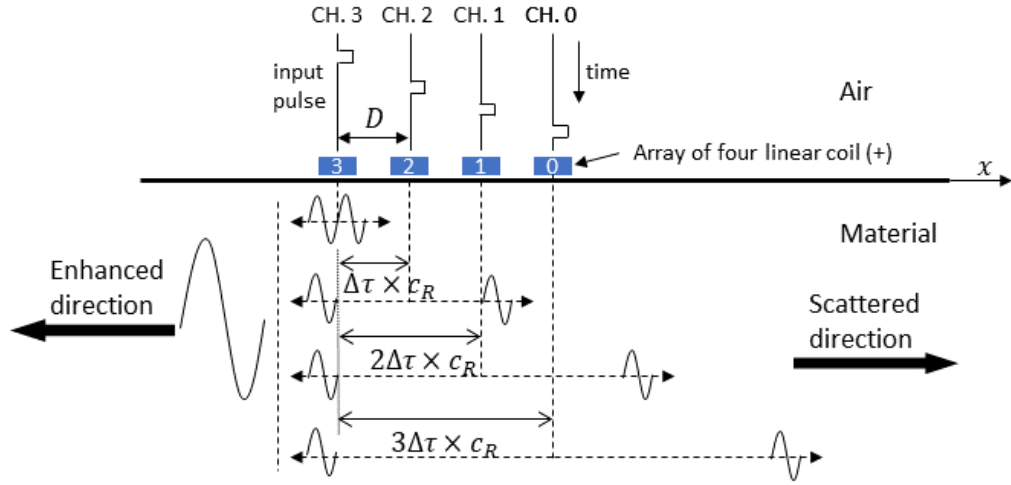 CH. 3 CH. 2 CH. 1 CH. 0
input
pulse
time
Air
D
3 2 1 0
Array of four linear coil (+)
x
Material
Enhanced
direction
Δτ × c_R
Scattered
direction
2Δτ × c_R
3Δτ × c_R